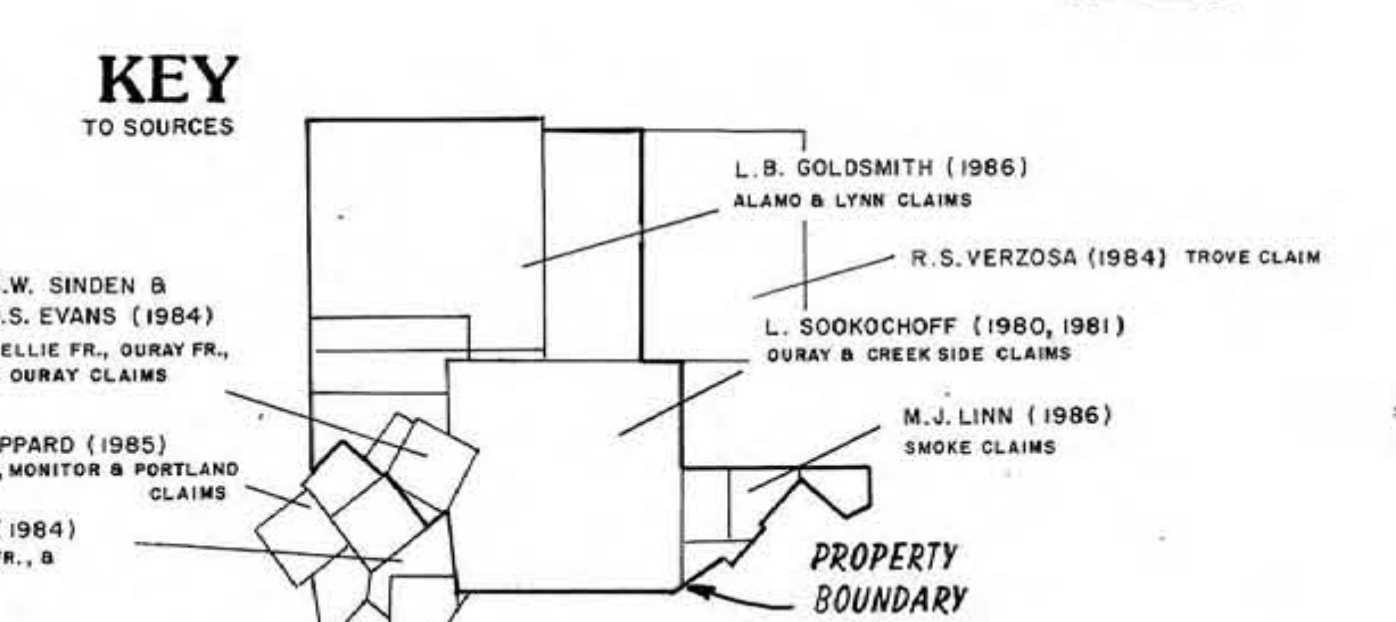 KEY
TO SOURCES
L.B. GOLDSMITH (1986)
ALAMO & LYNN CLAIMS
R.S. VERZOSA (1984) TROVE CLAIM
L. SOOKOCHOFF (1980, 1981)
OURAY & CREEK SIDE CLAIMS
M.J. LINN (1986)
SMOKE CLAIMS
.W. SINDEN &
.S. EVANS (1984)
ELLIE FR., OURAY FR.,
OURAY CLAIMS
PPARD (1985)
, MONITOR & PORTLAND
CLAIMS
(1984)
FR., &
PROPERTY
BOUNDARY